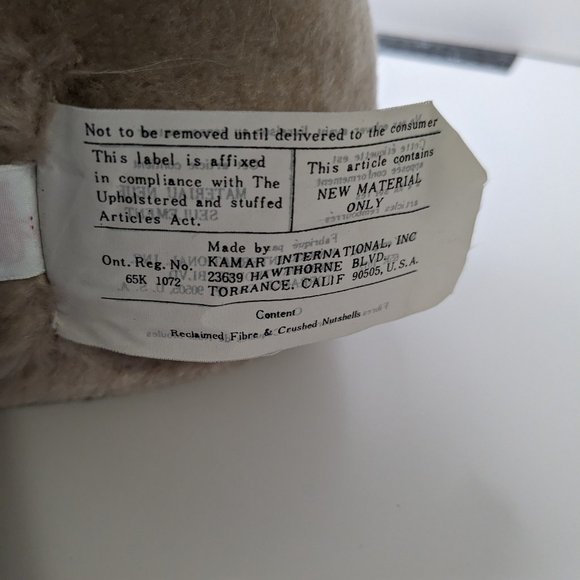 Not to be removed until delivered to the consumer
This label is affixed
in compliance with The
Upholstered and stuffed
Articles Act.
This article contains
NEW MATERIAL
ONLY
Made by
Ont. Reg. No. KAMAR INTERNATIONAL, INC
65K 1072 23639 HAWTHORNE BLVD.
TORRANCE. CALIF 90505, U.S.A.
Content
Reclaimed Fibre & Crushed Nutshells